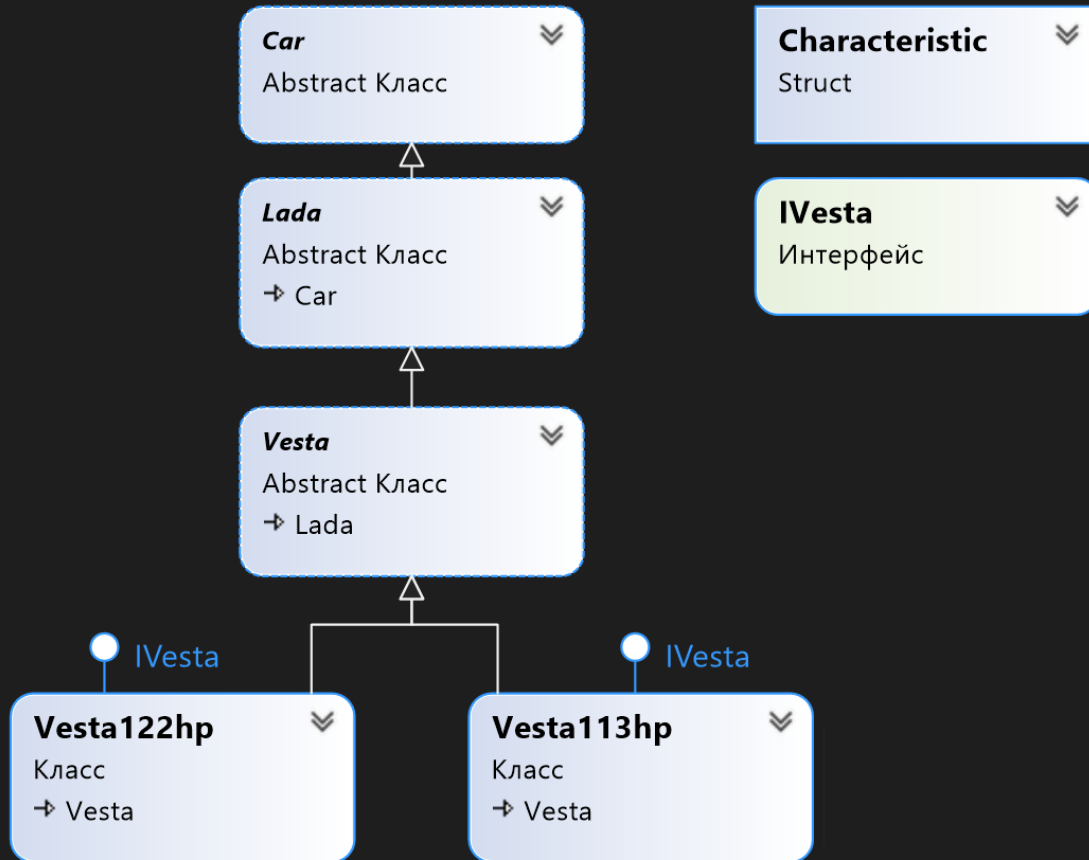 Car
Abstract Класс
Characteristic
Struct
Lada
Abstract Класс
Car
IVesta
Интерфейс
Vesta
Abstract Класс
Lada
IVesta
IVesta
Vesta122hp
Класс
Vesta
Vesta113hp
Класс
Vesta